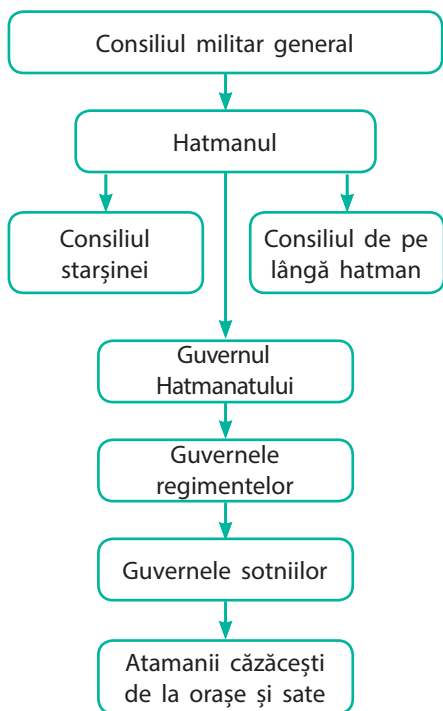 Consiliul militar general
Hatmanul
Consiliul
starșinei
Consiliul de pe
lângă hatman
Guvernul
Hatmanatului
Guvernele
regimentelor
Guvernele sotniilor
Atamanii căzăcești
de la orașe și sate